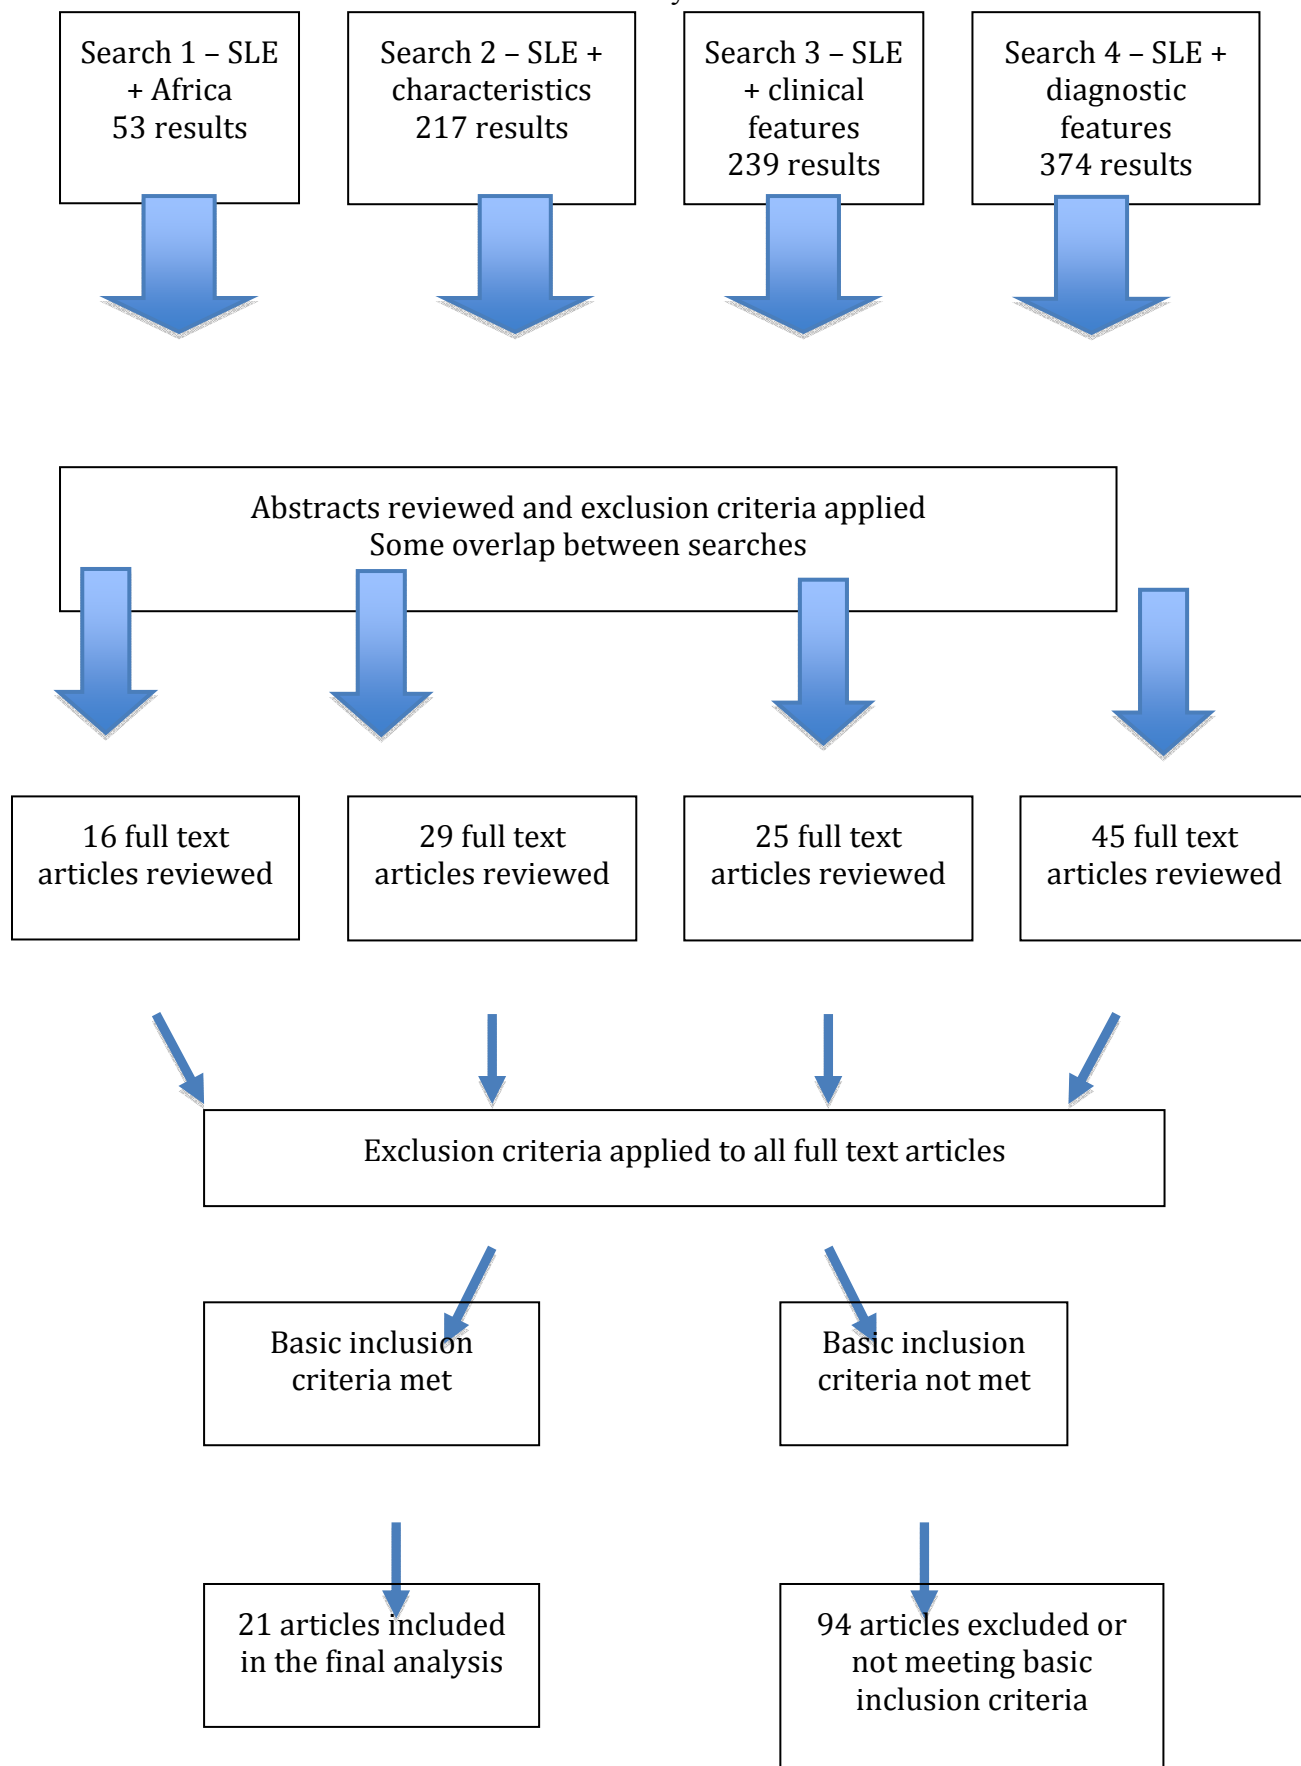 Search 1 – SLE
+ Africa
53 results
Search 2 – SLE +
characteristics
217 results
Search 3 – SLE
+ clinical
features
239 results
Search 4 – SLE +
diagnostic
features
374 results
Abstracts reviewed and exclusion criteria applied
Some overlap between searches
16 full text
articles reviewed
29 full text
articles reviewed
25 full text
articles reviewed
45 full text
articles reviewed
Exclusion criteria applied to all full text articles
Basic inclusion
criteria met
Basic inclusion
criteria not met
21 articles included
in the final analysis
94 articles excluded or
not meeting basic
inclusion criteria